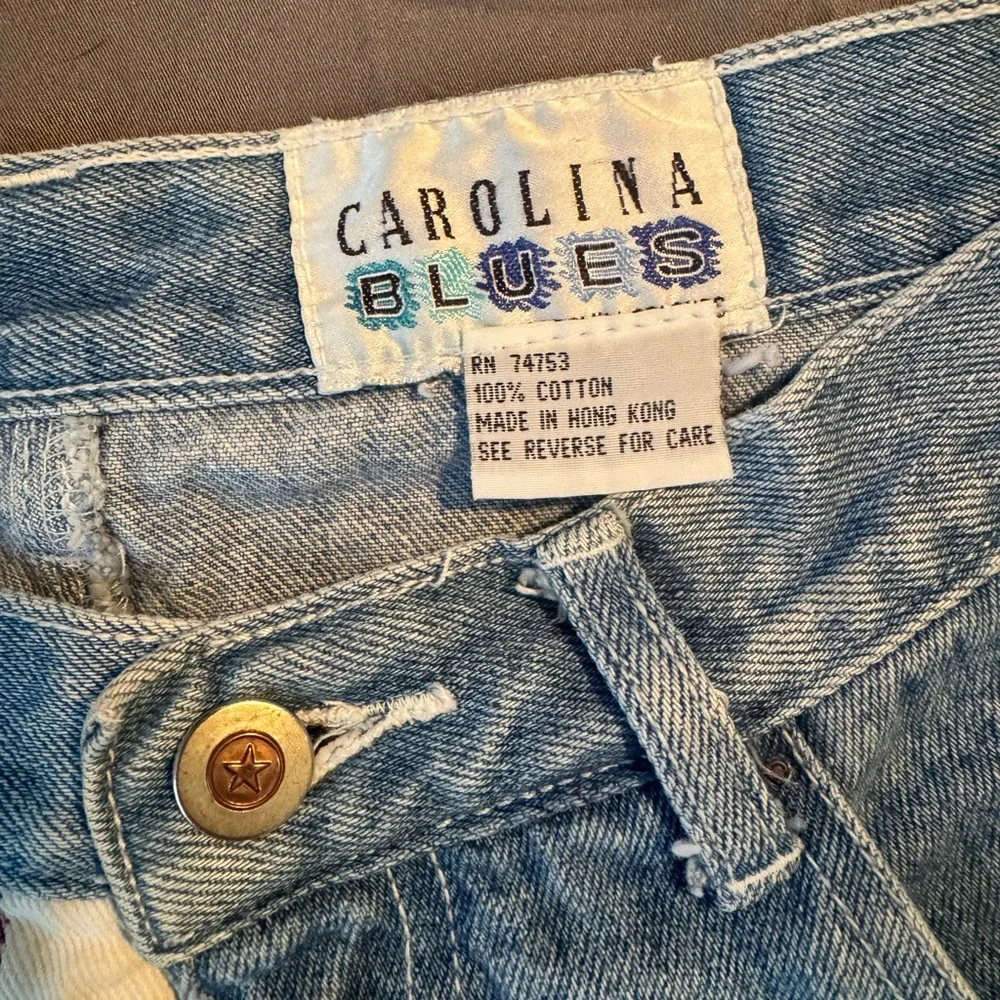 CAROLINA
BLUES
RN 74753
100% COTTON
MADE IN HONG KONG
SEE REVERSE FOR CARE